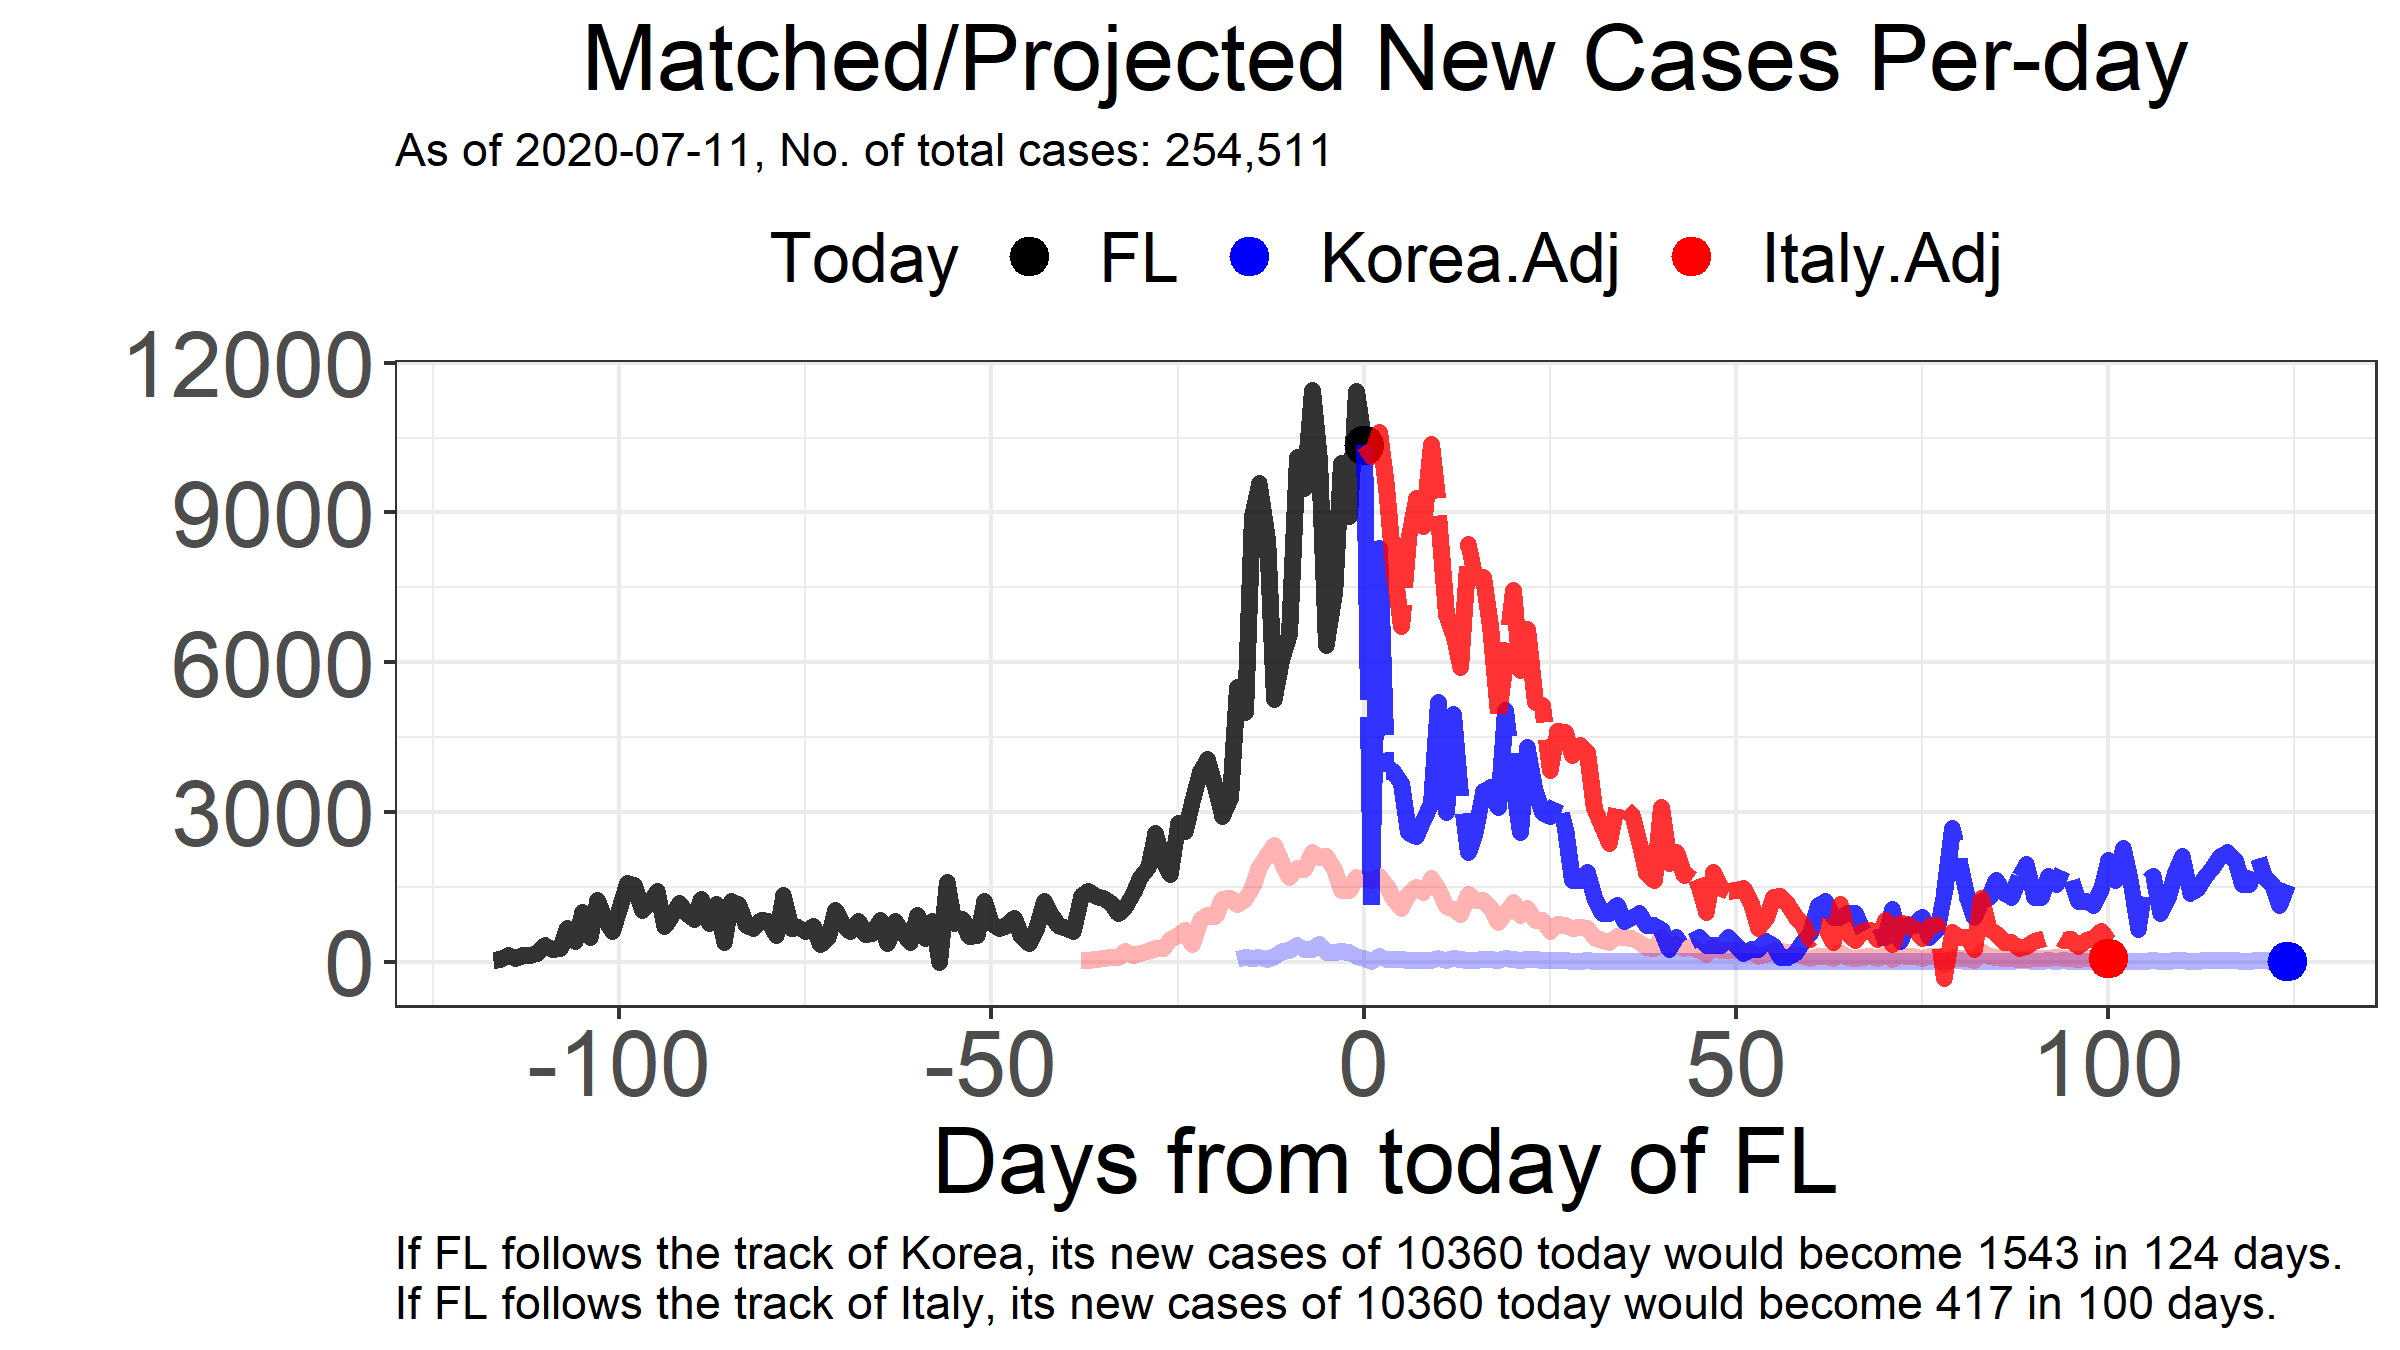 Matched/Projected New Cases Per-day
As of 2020-07-11, No. of total cases: 254,511
Today FL Korea.Adj Italy.Adj
12000
9000
6000
3000
0
-100 -50 0 50 100
Days from today of FL
If FL follows the track of Korea, its new cases of 10360 today would become 1543 in 124 days.
If FL follows the track of Italy, its new cases of 10360 today would become 417 in 100 days.